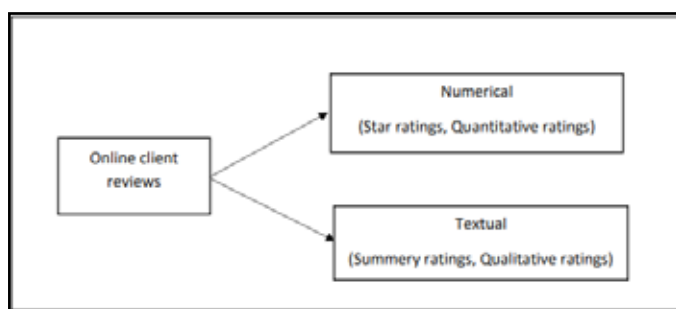 Numerical
(Star ratings, Quantitative ratings)
Online client
reviews
Textual
(Summery ratings, Qualitative ratings)